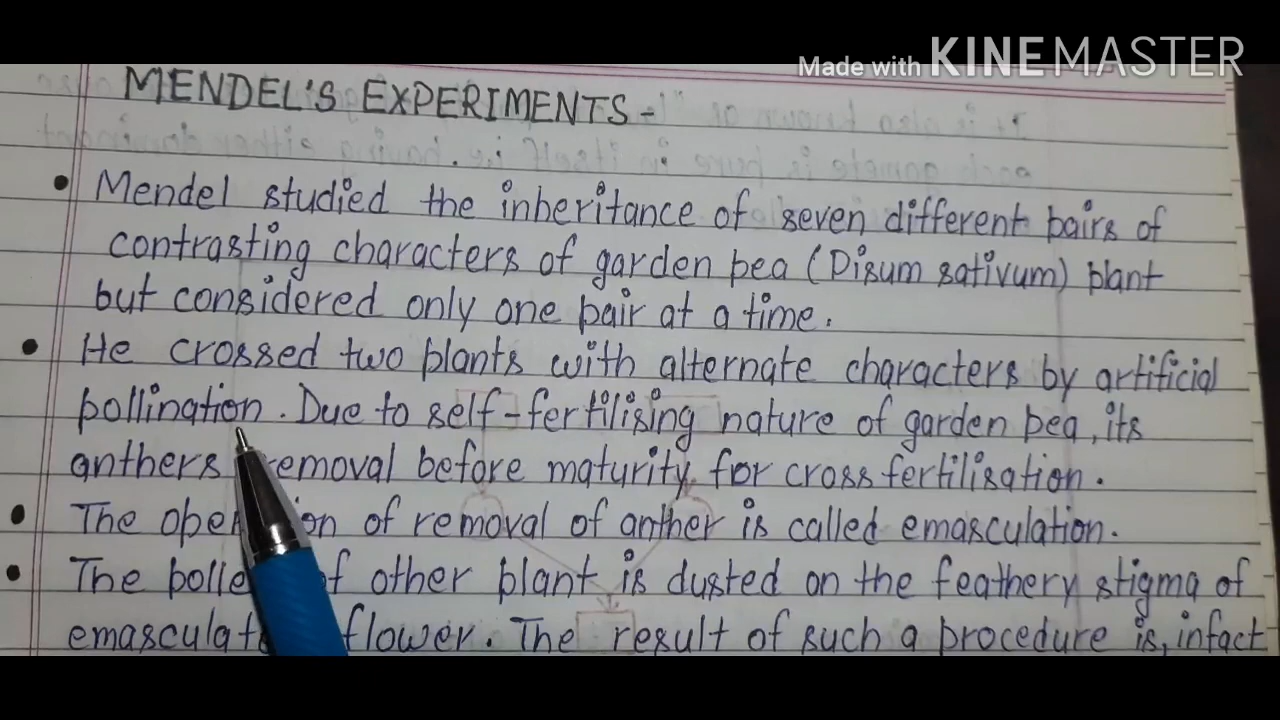 Made with KINEMASTER
MENDEL'S EXPERIMENTS-
• Mendel studied the inheritance of seven different pairs of
contrasting characters of garden pea (Pisum sativum) plant
but considered only one pair at a time.
• He crossed two plants with alternate characters by artificial
pollination. Due to self-fertilising nature of garden pea, its
anthers removal before maturity for cross fertilisation.
• The ope ion of removal of anther is called emasculation.
• The polle of other plant is dusted on the feathery stigma of
emasculat flower. The result of such a procedure is, infact